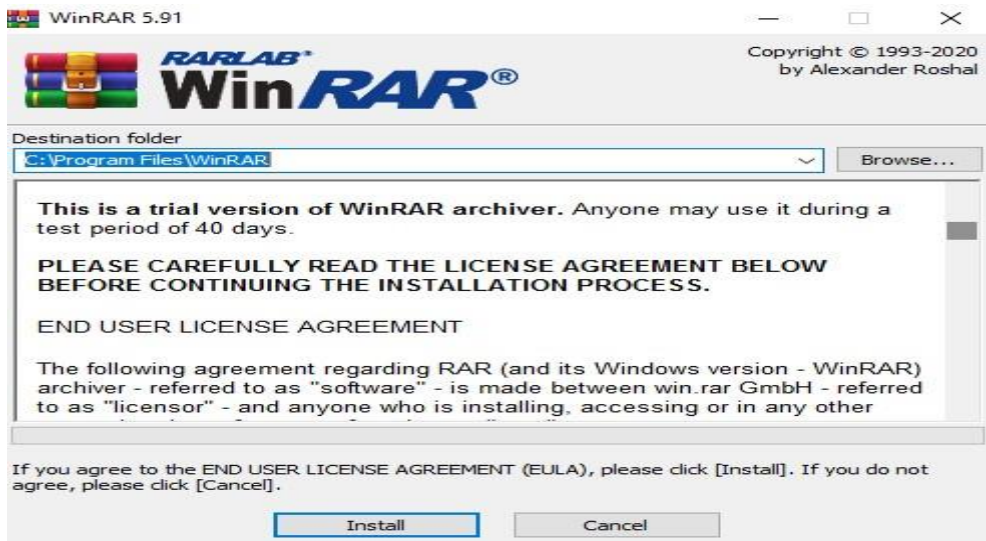 WinRAR 5.91
RARLAB®
WinRAR®
Copyright © 1993-2020
by Alexander Roshal
Destination folder
C:\Program Files\WinRAR
Browse...
This is a trial version of WinRAR archiver. Anyone may use it during a
test period of 40 days.
PLEASE CAREFULLY READ THE LICENSE AGREEMENT BELOW
BEFORE CONTINUING THE INSTALLATION PROCESS.
END USER LICENSE AGREEMENT
The following agreement regarding RAR (and its Windows version - WinRAR)
archiver - referred to as "software" - is made between win.rar GmbH - referred
to as "licensor" - and anyone who is installing, accessing or in any other
If you agree to the END USER LICENSE AGREEMENT (EULA), please click [Install]. If you do not
agree, please click [Cancel].
Install
Cancel